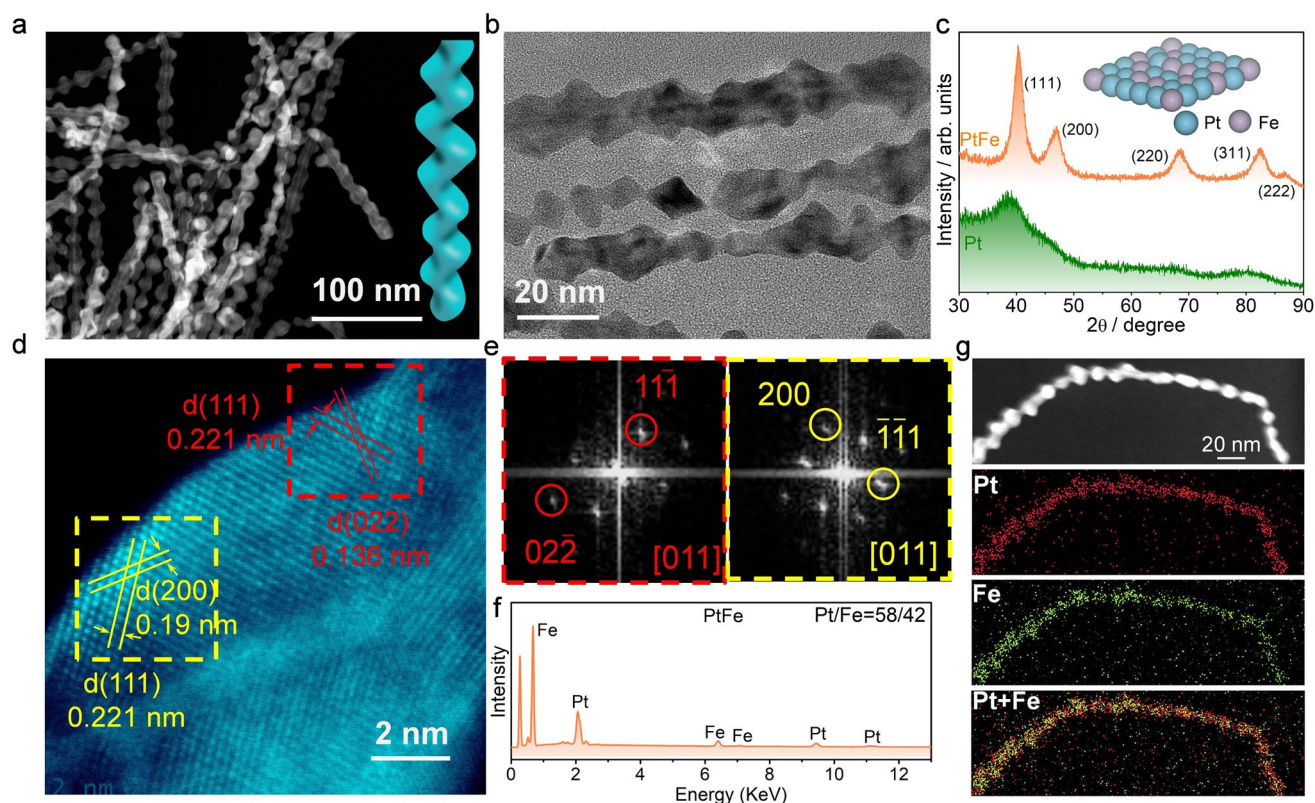 a
100 nm
b
20 nm
c
Intensity / arb. units
PtFe
Pt
(111)
(200)
(220)
(311)
(222)
Pt Fe
30 40 50 60 70 80 90
2θ / degree
d
d(111)
0.221 nm
d(022)
0.136 nm
d(200)
0.19 nm
d(111)
0.221 nm
2 nm
2 nm
e
111̅
022̅
[011]
200
1̅1̅1
[011]
f
PtFe
Pt/Fe=58/42
Intensity
Fe
Pt
Fe
Fe
Pt
Pt
0 2 4 6 8 10 12
Energy (KeV)
g
20 nm
Pt
Fe
Pt+Fe